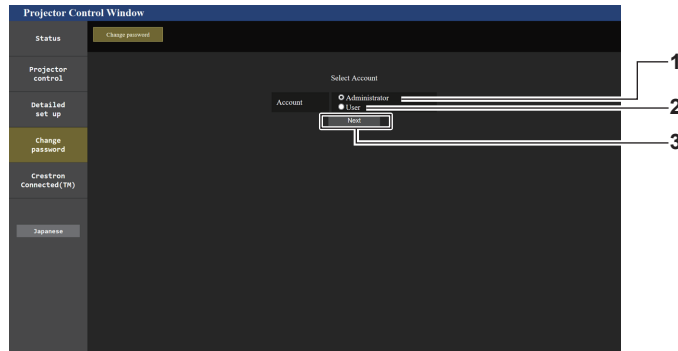 Projector Control Window
Status
Change password
Projector
control
Select Account
Account
Administrator
User
Next
Detailed
set up
Change
password
Crestron
Connected(TM)
Japanese
1
2
3